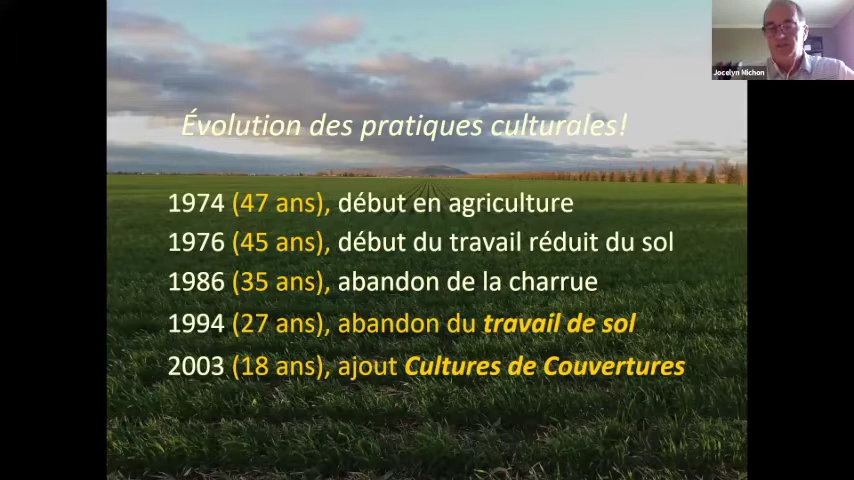 Jocelyn Michon
Évolution des pratiques culturales!
1974 (47 ans), début en agriculture
1976 (45 ans), début du travail réduit du sol
1986 (35 ans), abandon de la charrue
1994 (27 ans), abandon du travail de sol
2003 (18 ans), ajout Cultures de Couvertures